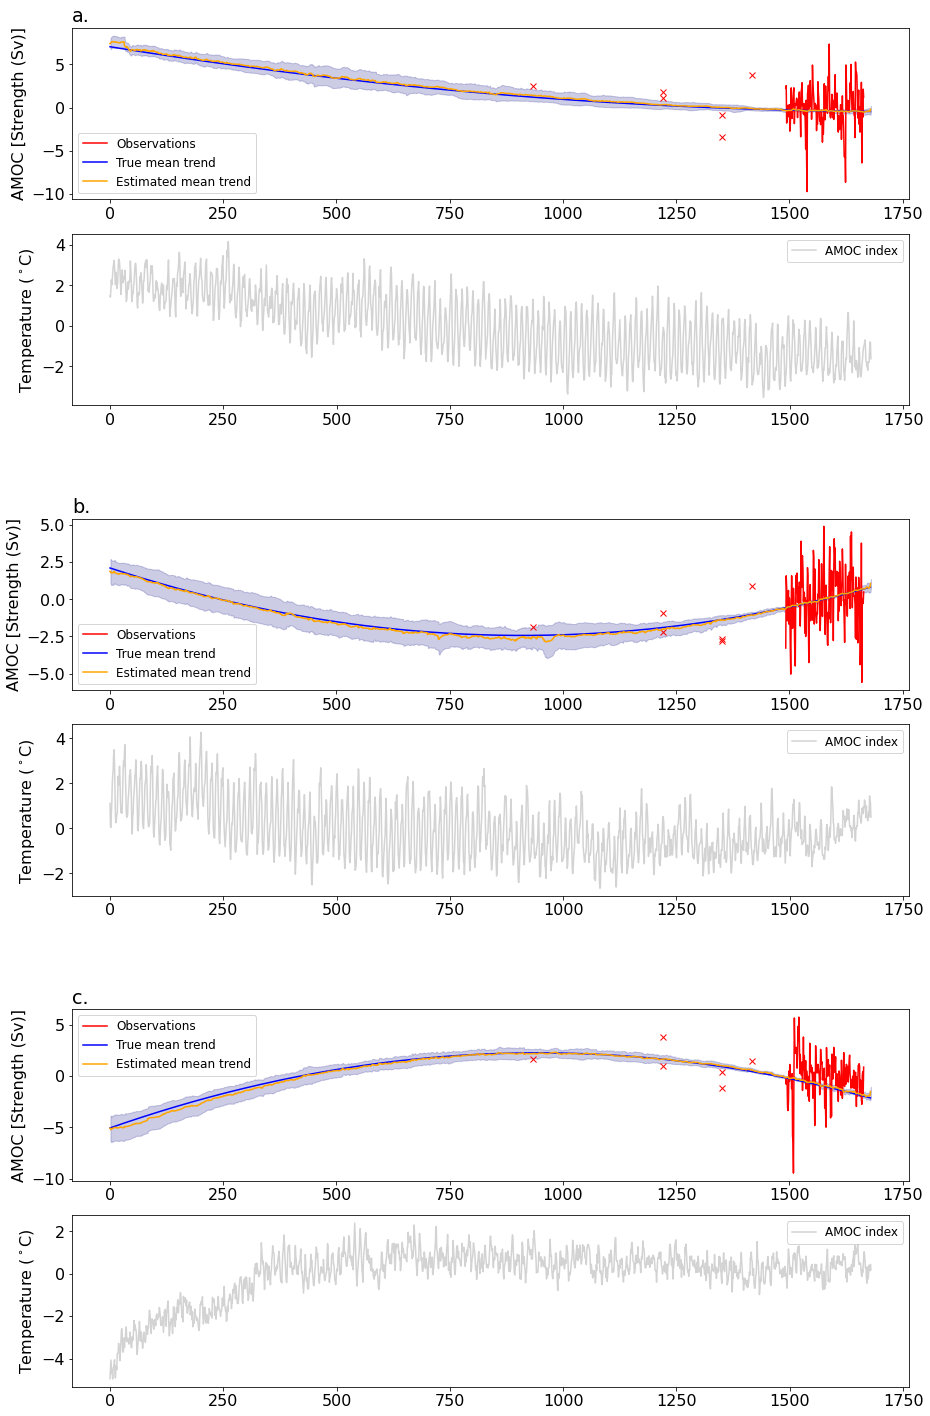 a.
AMOC [Strength (Sv)]
5
0
−5
−10
Observations
True mean trend
Estimated mean trend
0 250 500 750 1000 1250 1500 1750
Temperature (°C)
4
2
0
−2
AMOC index
0 250 500 750 1000 1250 1500 1750
b.
AMOC [Strength (Sv)]
5.0
2.5
0.0
−2.5
−5.0
Observations
True mean trend
Estimated mean trend
0 250 500 750 1000 1250 1500 1750
Temperature (°C)
4
2
0
−2
AMOC index
0 250 500 750 1000 1250 1500 1750
c.
AMOC [Strength (Sv)]
5
0
−5
−10
Observations
True mean trend
Estimated mean trend
0 250 500 750 1000 1250 1500 1750
Temperature (°C)
2
0
−2
−4
AMOC index
0 250 500 750 1000 1250 1500 1750